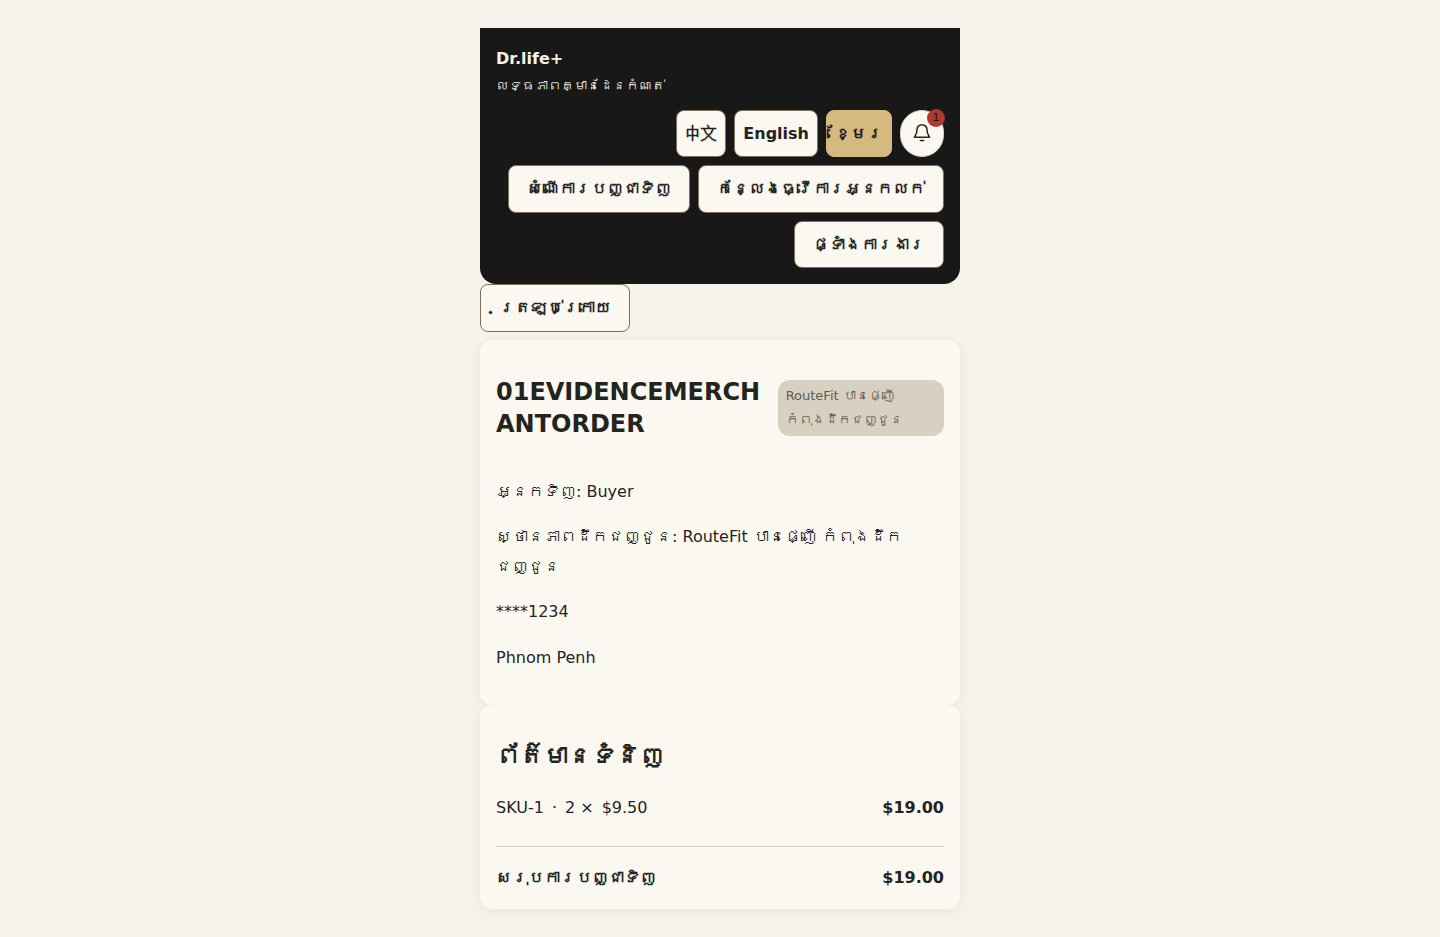 Dr.life+
លទ្ធភាពគ្មានដែនកំណត់
中文 English ខ្មែរ 1
សំណើការបញ្ជាទិញ កន្លែងធ្វើការអ្នកលក់
ផ្ទាំងការងារ
ត្រឡប់ក្រោយ
01EVIDENCEMERCH
ANTORDER
RouteFit បានផ្ញើ
កំពុងដឹកជញ្ជូន
អ្នកទិញ: Buyer
ស្ថានភាពដឹកជញ្ជូន: RouteFit បានផ្ញើ កំពុងដឹក
ជញ្ជូន
****1234
Phnom Penh
ព័ត៌មានទំនិញ
SKU-1 · 2 × $9.50 $19.00
សរុបការបញ្ជាទិញ $19.00